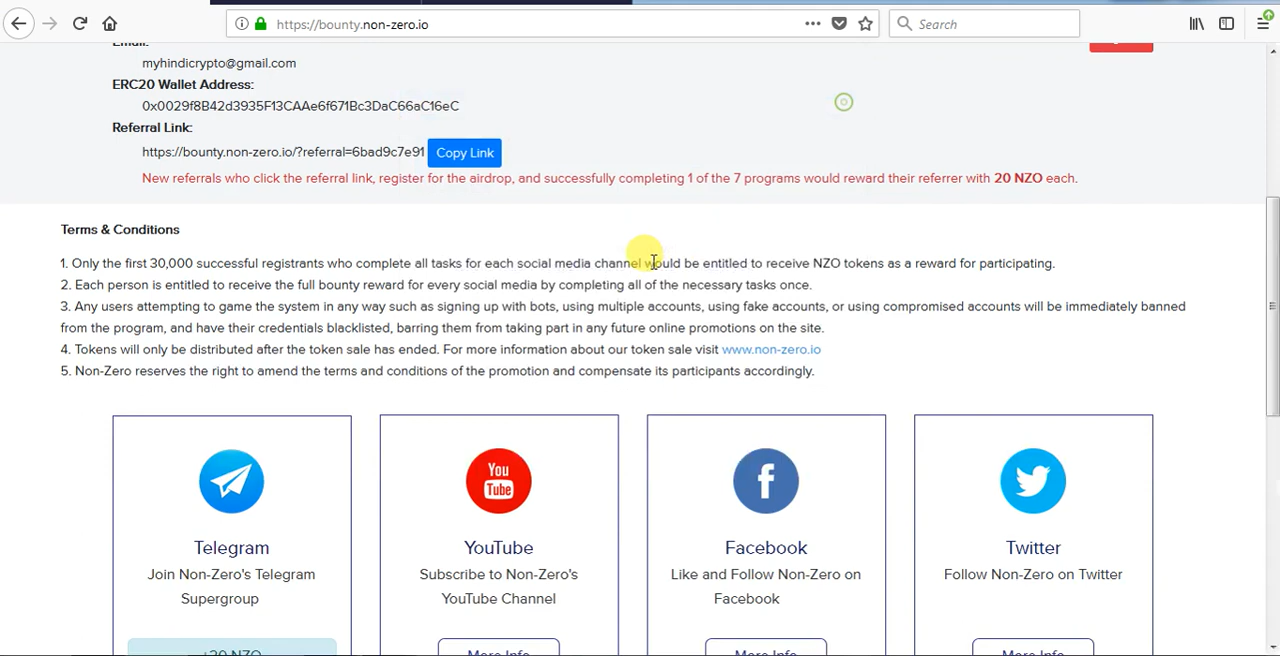 https://bounty.non-zero.io
Search
Email:
myhindicrypto@gmail.com
ERC20 Wallet Address:
0x0029f8B42d3935F13CAAe6f671Bc3DaC66aC16eC
Referral Link:
https://bounty.non-zero.io/?referral=6bad9c7e91 Copy Link
New referrals who click the referral link, register for the airdrop, and successfully completing 1 of the 7 programs would reward their referrer with 20 NZO each.
Terms & Conditions
1. Only the first 30,000 successful registrants who complete all tasks for each social media channel would be entitled to receive NZO tokens as a reward for participating.
2. Each person is entitled to receive the full bounty reward for every social media by completing all of the necessary tasks once.
3. Any users attempting to game the system in any way such as signing up with bots, using multiple accounts, using fake accounts, or using compromised accounts will be immediately banned
from the program, and have their credentials blacklisted, barring them from taking part in any future online promotions on the site.
4. Tokens will only be distributed after the token sale has ended. For more information about our token sale visit www.non-zero.io
5. Non-Zero reserves the right to amend the terms and conditions of the promotion and compensate its participants accordingly.
You
Tube
Telegram
Join Non-Zero's Telegram
Supergroup
+20 NZO
YouTube
Subscribe to Non-Zero's
YouTube Channel
More Info
Facebook
Like and Follow Non-Zero on
Facebook
More Info
Twitter
Follow Non-Zero on Twitter
More Info